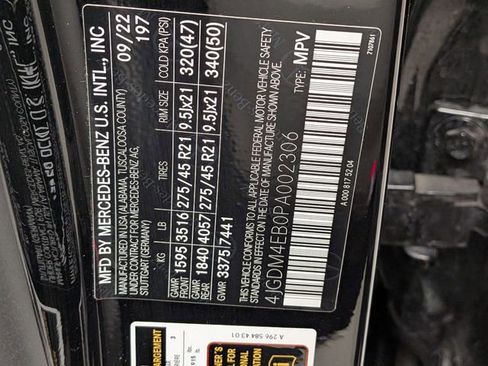 MFD BY MERCEDES-BENZ U.S. INTL., INC
MANUFACTURED IN USA (ALABAMA, TUSCALOOSA COUNTY)
UNDER CONTRACT FOR MERCEDES-BENZ AG,
STUTTGART (GERMANY)
09/22
197
KG LB TIRES RIM SIZE COLD KPA(PSI)
GAWR FRONT 1595 3516 275/45 R21 9.5x21 320(47)
GAWR REAR 1840 4057 275/45 R21 9.5x21 340(50)
GVWR 3375 7441
THIS VEHICLE CONFORMS TO ALL APPLICABLE FEDERAL MOTOR VEHICLE SAFETY
STANDARDS IN EFFECT ON THE DATE OF MANUFACTURE SHOWN ABOVE.
4JGDM4EB0PA002306
TYPE: MPV
A 000 817 52 04
7107861
A 296 584 43 01
3